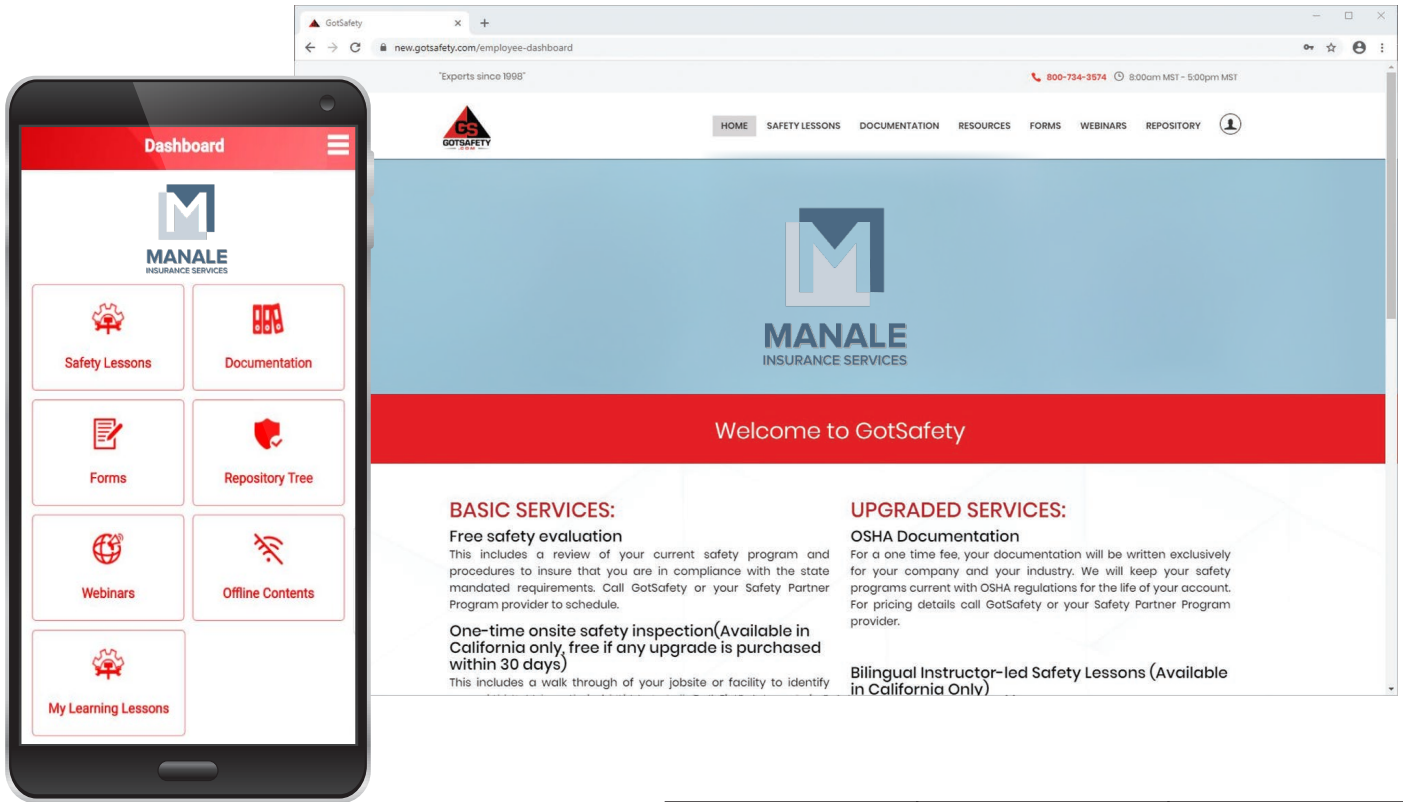 GotSafety
new.gotsafety.com/employee-dashboard
"Experts since 1998"
800-734-3574 8:00am MST - 5:00pm MST
GS
GOTSAFETY
.COM
HOME SAFETY LESSONS DOCUMENTATION RESOURCES FORMS WEBINARS REPOSITORY
MANALE
INSURANCE SERVICES
Welcome to GotSafety
BASIC SERVICES:
Free safety evaluation
This includes a review of your current safety program and
procedures to insure that you are in compliance with the state
mandated requirements. Call GotSafety or your Safety Partner
Program provider to schedule.
One-time onsite safety inspection(Available in
California only, free if any upgrade is purchased
within 30 days)
This includes a walk through of your jobsite or facility to identify
UPGRADED SERVICES:
OSHA Documentation
For a one time fee, your documentation will be written exclusively
for your company and your industry. We will keep your safety
programs current with OSHA regulations for the life of your account.
For pricing details call GotSafety or your Safety Partner Program
provider.
Bilingual Instructor-led Safety Lessons (Available
in California Only)
Dashboard
MANALE
INSURANCE SERVICES
Safety Lessons
Documentation
Forms
Repository Tree
Webinars
Offline Contents
My Learning Lessons